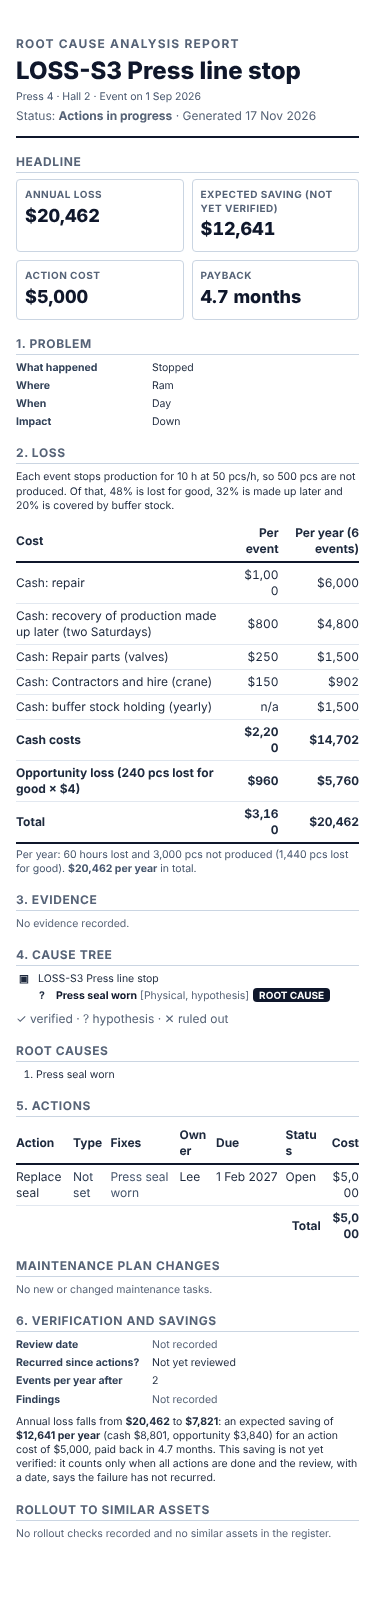 ROOT CAUSE ANALYSIS REPORT
LOSS-S3 Press line stop
Press 4 · Hall 2 · Event on 1 Sep 2026
Status: Actions in progress · Generated 17 Nov 2026
HEADLINE
ANNUAL LOSS
$20,462
EXPECTED SAVING (NOT
YET VERIFIED)
$12,641
ACTION COST
$5,000
PAYBACK
4.7 months
1. PROBLEM
What happened Stopped
Where Ram
When Day
Impact Down
2. LOSS
Each event stops production for 10 h at 50 pcs/h, so 500 pcs are not
produced. Of that, 48% is lost for good, 32% is made up later and
20% is covered by buffer stock.
Cost Per event Per year (6 events)
Cash: repair $1,000 $6,000
Cash: recovery of production made
up later (two Saturdays) $800 $4,800
Cash: Repair parts (valves) $250 $1,500
Cash: Contractors and hire (crane) $150 $902
Cash: buffer stock holding (yearly) n/a $1,500
Cash costs $2,200 $14,702
Opportunity loss (240 pcs lost for
good × $4) $960 $5,760
Total $3,160 $20,462
Per year: 60 hours lost and 3,000 pcs not produced (1,440 pcs lost
for good). $20,462 per year in total.
3. EVIDENCE
No evidence recorded.
4. CAUSE TREE
▣ LOSS-S3 Press line stop
? Press seal worn [Physical, hypothesis] ROOT CAUSE
✓ verified · ? hypothesis · ✕ ruled out
ROOT CAUSES
1. Press seal worn
5. ACTIONS
Action Type Fixes Owner Due Status Cost
Replace seal Not set Press seal worn Lee 1 Feb 2027 Open $5,000
Total $5,000
MAINTENANCE PLAN CHANGES
No new or changed maintenance tasks.
6. VERIFICATION AND SAVINGS
Review date Not recorded
Recurred since actions? Not yet reviewed
Events per year after 2
Findings Not recorded
Annual loss falls from $20,462 to $7,821: an expected saving of
$12,641 per year (cash $8,801, opportunity $3,840) for an action
cost of $5,000, paid back in 4.7 months. This saving is not yet
verified: it counts only when all actions are done and the review, with
a date, says the failure has not recurred.
ROLLOUT TO SIMILAR ASSETS
No rollout checks recorded and no similar assets in the register.